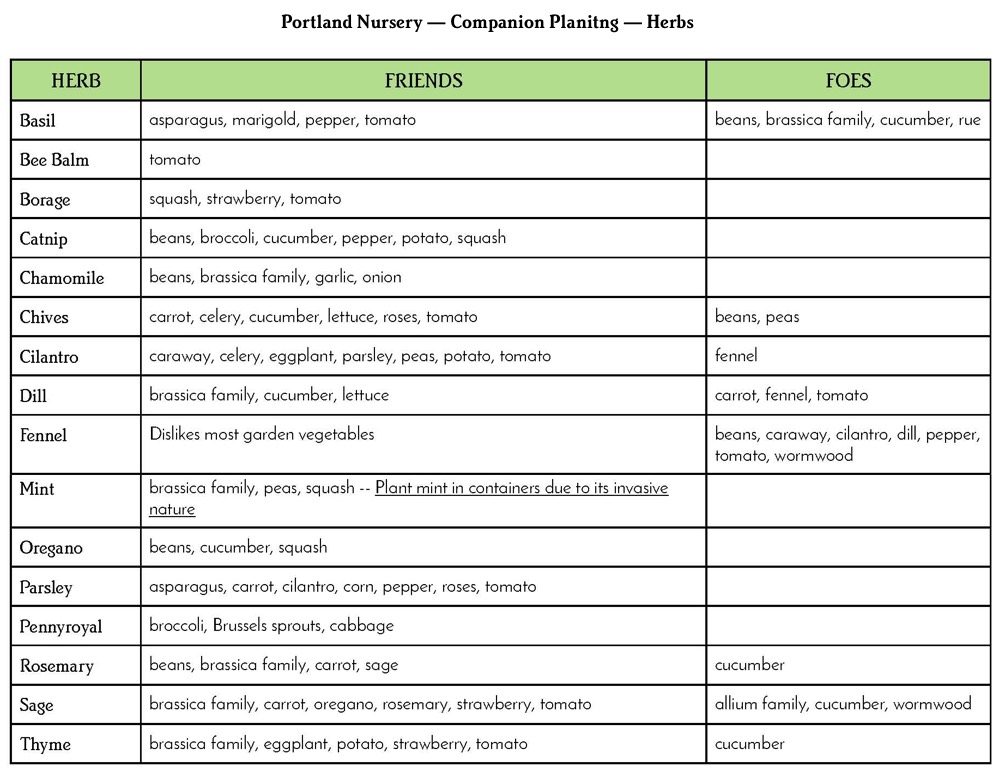 Portland Nursery — Companion Planitng — Herbs
HERB FRIENDS FOES
Basil asparagus, marigold, pepper, tomato beans, brassica family, cucumber, rue
Bee Balm tomato
Borage squash, strawberry, tomato
Catnip beans, broccoli, cucumber, pepper, potato, squash
Chamomile beans, brassica family, garlic, onion
Chives carrot, celery, cucumber, lettuce, roses, tomato beans, peas
Cilantro caraway, celery, eggplant, parsley, peas, potato, tomato fennel
Dill brassica family, cucumber, lettuce carrot, fennel, tomato
Fennel Dislikes most garden vegetables beans, caraway, cilantro, dill, pepper,
tomato, wormwood
Mint brassica family, peas, squash -- Plant mint in containers due to its invasive
nature
Oregano beans, cucumber, squash
Parsley asparagus, carrot, cilantro, corn, pepper, roses, tomato
Pennyroyal broccoli, Brussels sprouts, cabbage
Rosemary beans, brassica family, carrot, sage cucumber
Sage brassica family, carrot, oregano, rosemary, strawberry, tomato allium family, cucumber, wormwood
Thyme brassica family, eggplant, potato, strawberry, tomato cucumber